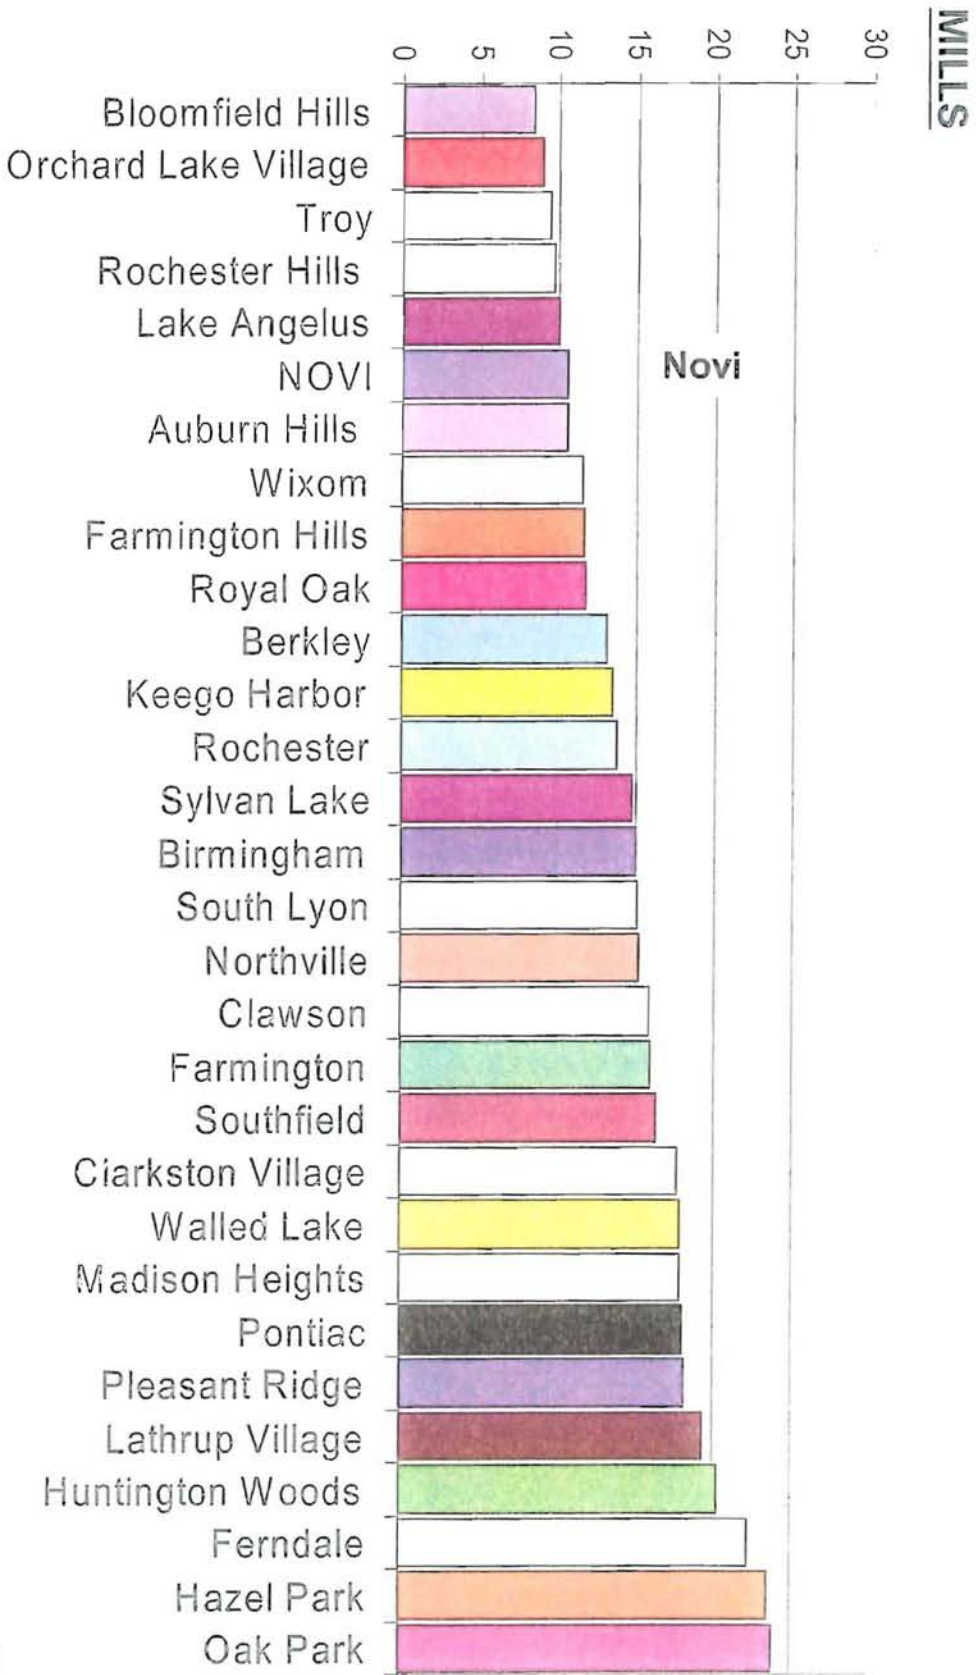 MILLS
0
5
10
15
20
25
30
Bloomfield Hills
Orchard Lake Village
Troy
Rochester Hills
Lake Angelus
NOVI
Novi
Auburn Hills
Wixom
Farmington Hills
Royal Oak
Berkley
Keego Harbor
Rochester
Sylvan Lake
Birmingham
South Lyon
Northville
Clawson
Farmington
Southfield
Clarkston Village
Walled Lake
Madison Heights
Pontiac
Pleasant Ridge
Lathrup Village
Huntington Woods
Ferndale
Hazel Park
Oak Park